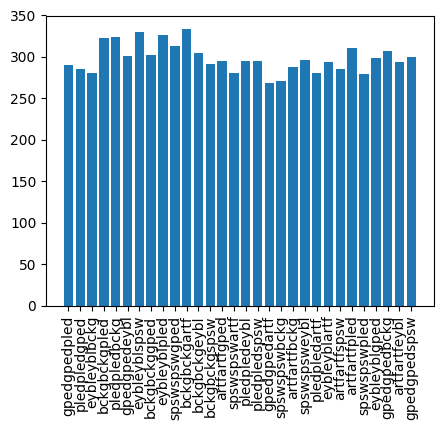 350
300
250
200
150
100
50
0
gpedgpedpled
pledpledgped
eybleyblbckg
bckgbckgpled
pledpledbckg
gpedgpedeybl
eybleyblspsw
bckgbckggped
eybleyblpled
spswspswgped
bckgbckgartf
bckgbckgeybl
bckgbckgspsw
artfartfgped
spswspswartf
pledpledeybl
pledpledspsw
gpedgpedartf
spswspswbckg
artfartfbckg
spswspsweybl
pledpledartf
eybleyblartf
artfartfspsw
artfartfpled
spswspswpled
eybleyblgped
gpedgpedbckg
artfartfeybl
gpedgpedspsw